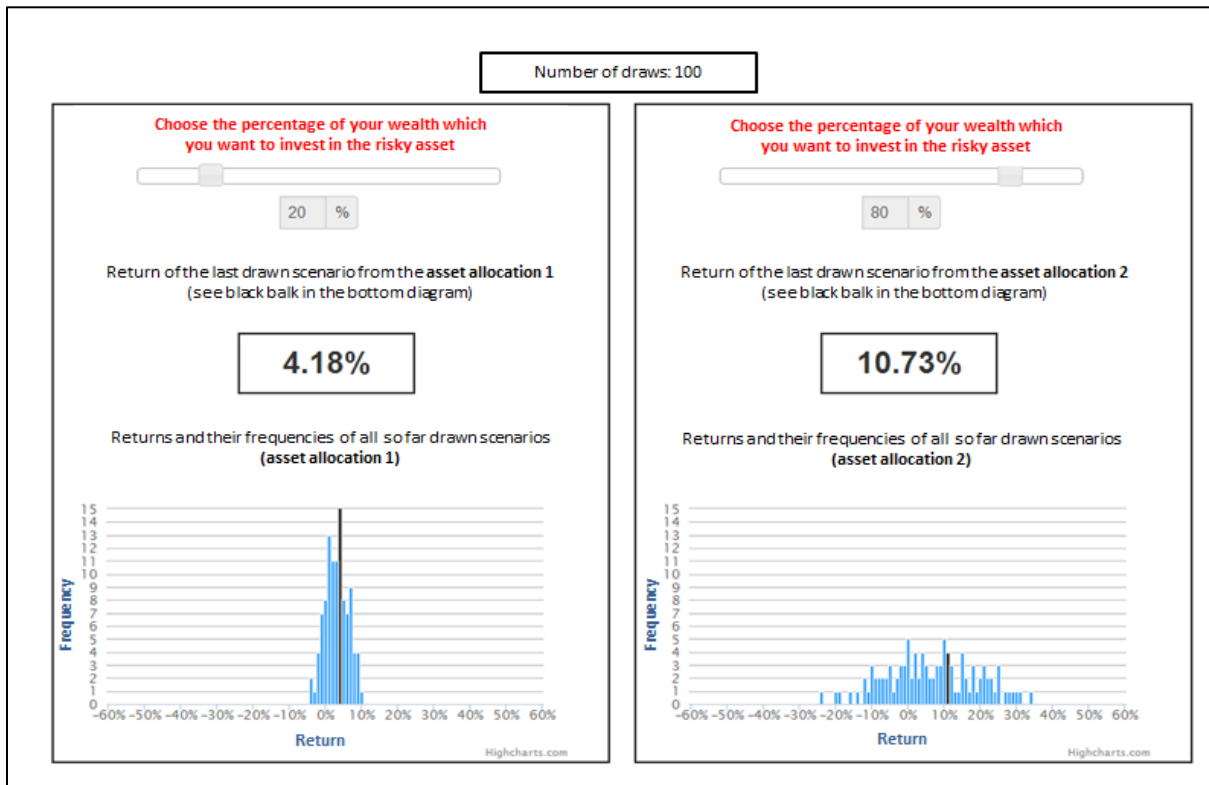 Number of draws: 100
Choose the percentage of your wealth which
you want to invest in the risky asset
20 %
Return of the last drawn scenario from the asset allocation 1
(see black balk in the bottom diagram)
4.18%
Returns and their frequencies of all so far drawn scenarios
(asset allocation 1)
15
14
13
12
11
10
9
8
7
6
5
4
3
2
1
0
Frequency
-60% -50% -40% -30% -20% -10% 0% 10% 20% 30% 40% 50% 60%
Return
Highcharts.com
Choose the percentage of your wealth which
you want to invest in the risky asset
80 %
Return of the last drawn scenario from the asset allocation 2
(see black balk in the bottom diagram)
10.73%
Returns and their frequencies of all so far drawn scenarios
(asset allocation 2)
15
14
13
12
11
10
9
8
7
6
5
4
3
2
1
0
Frequency
-60% -50% -40% -30% -20% -10% 0% 10% 20% 30% 40% 50% 60%
Return
Highcharts.com